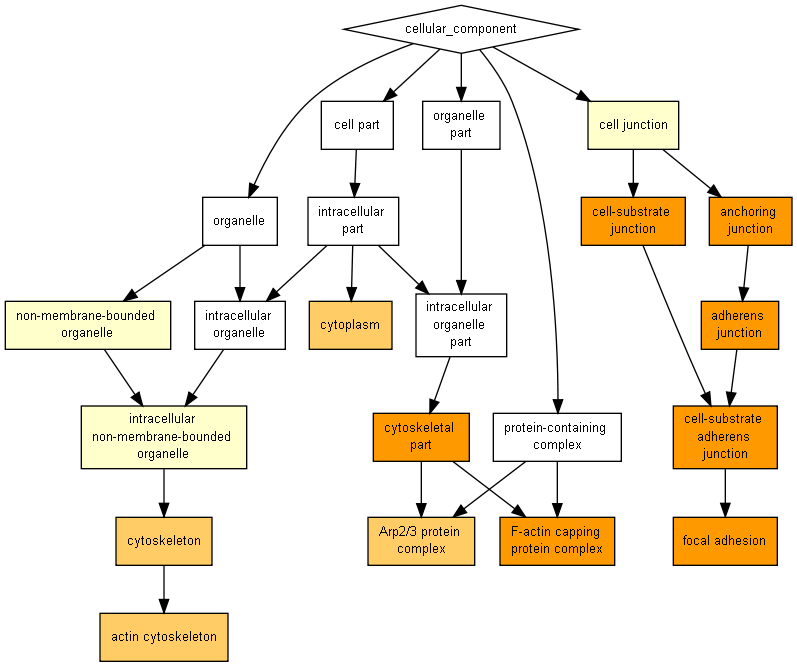 cellular_component
cell part
organelle
part
cell junction
organelle
intracellular
part
cell-substrate
junction
anchoring
junction
non-membrane-bounded
organelle
intracellular
organelle
cytoplasm
intracellular
organelle
part
adherens
junction
intracellular
non-membrane-bounded
organelle
cytoskeletal
part
protein-containing
complex
cell-substrate
adherens
junction
cytoskeleton
Arp2/3 protein
complex
F-actin capping
protein complex
focal adhesion
actin cytoskeleton